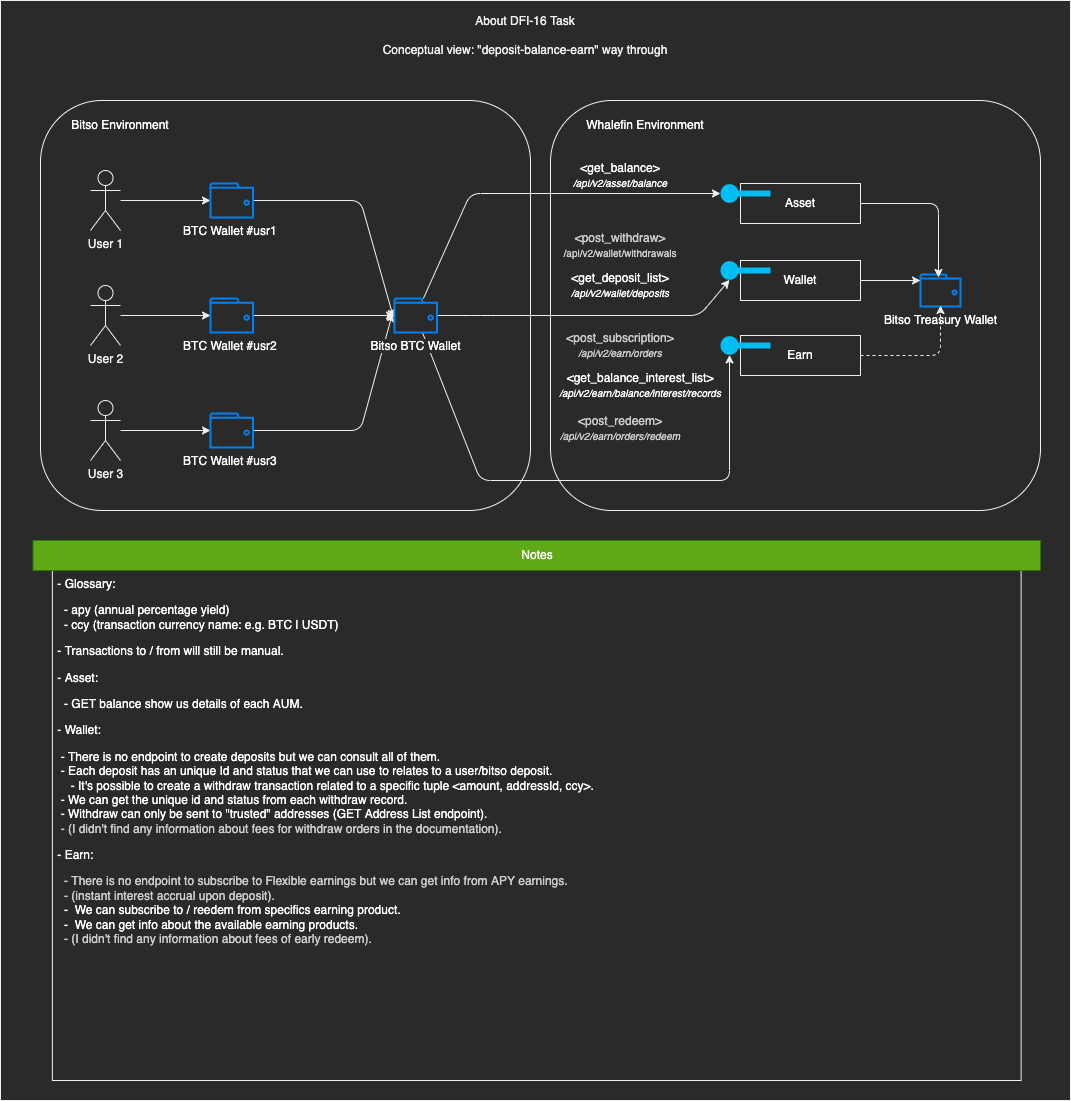 About DFI-16 Task
Conceptual view: "deposit-balance-earn" way through
Bitso Environment
User 1
BTC Wallet #usr1
User 2
BTC Wallet #usr2
User 3
BTC Wallet #usr3
Bitso BTC Wallet
Whalefin Environment
<get_balance>
/api/v2/asset/balance
Asset
<post_withdraw>
/api/v2/wallet/withdrawals
<get_deposit_list>
/api/v2/wallet/deposits
Wallet
Bitso Treasury Wallet
<post_subscription>
/api/v2/earn/orders
Earn
<get_balance_interest_list>
/api/v2/earn/balance/interest/records
<post_redeem>
/api/v2/earn/orders/redeem
Notes
- Glossary:
- apy (annual percentage yield)
- ccy (transaction currency name: e.g. BTC | USDT)
- Transactions to / from will still be manual.
- Asset:
- GET balance show us details of each AUM.
- Wallet:
- There is no endpoint to create deposits but we can consult all of them.
- Each deposit has an unique Id and status that we can use to relates to a user/bitso deposit.
- It's possible to create a withdraw transaction related to a specific tuple <amount, addressId, ccy>.
- We can get the unique id and status from each withdraw record.
- Withdraw can only be sent to "trusted" addresses (GET Address List endpoint).
- (I didn't find any information about fees for withdraw orders in the documentation).
- Earn:
- There is no endpoint to subscribe to Flexible earnings but we can get info from APY earnings.
- (instant interest accrual upon deposit).
- We can subscribe to / reedem from specifics earning product.
- We can get info about the available earning products.
- (I didn't find any information about fees of early redeem).